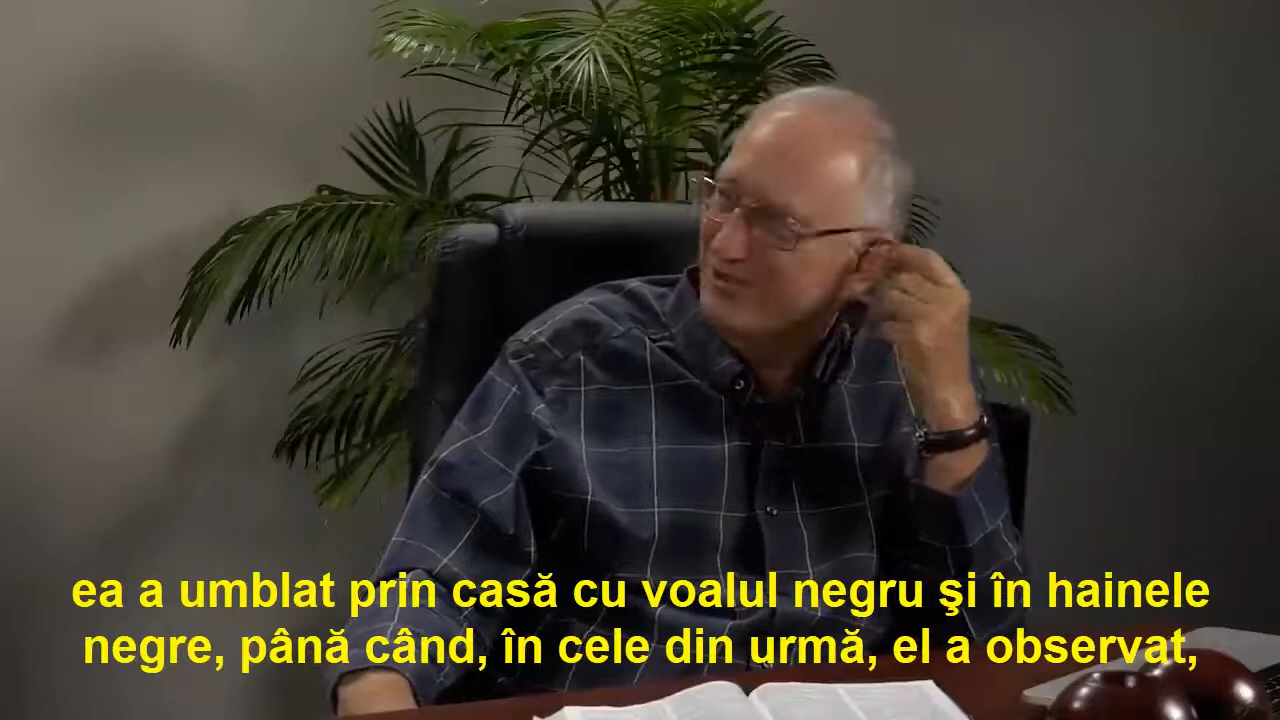 ea a umblat prin casă cu voalul negru şi în hainele
negre, până când, în cele din urmă, el a observat,